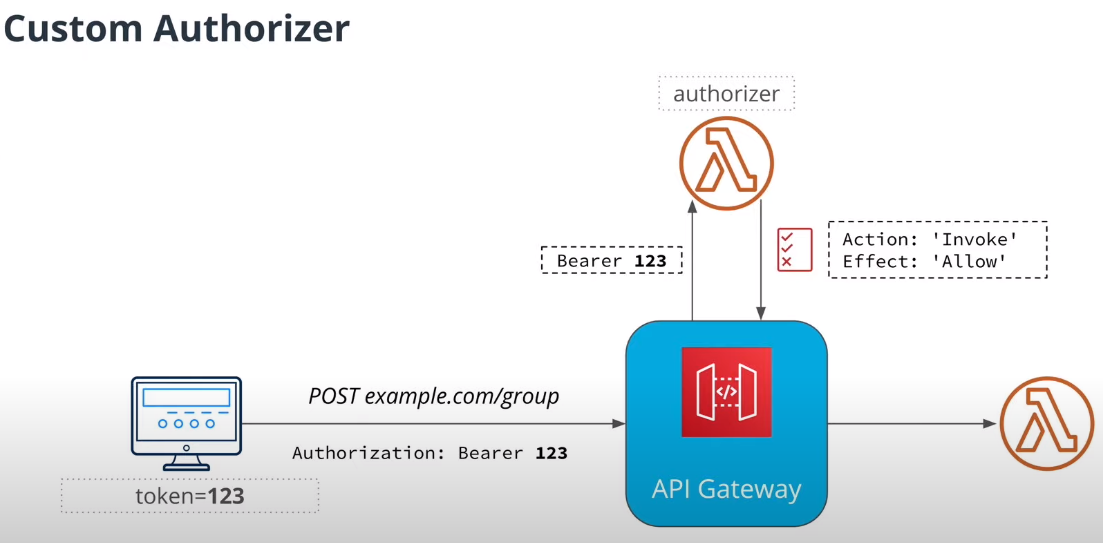 Custom Authorizer
authorizer
Bearer 123
Action: 'Invoke'
Effect: 'Allow'
POST example.com/group
Authorization: Bearer 123
token=123
</>
API Gateway